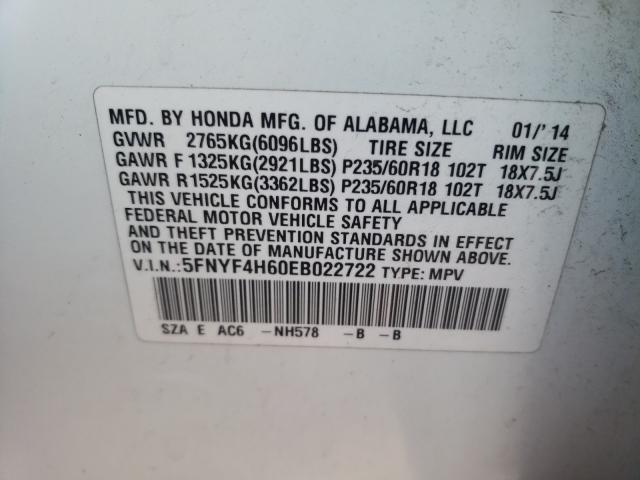 MFD. BY HONDA MFG. OF ALABAMA, LLC 01/'14
GVWR 2765KG(6096LBS) TIRE SIZE RIM SIZE
GAWR F 1325KG(2921LBS) P235/60R18 102T 18X7.5J
GAWR R1525KG(3362LBS) P235/60R18 102T 18X7.5J
THIS VEHICLE CONFORMS TO ALL APPLICABLE
FEDERAL MOTOR VEHICLE SAFETY
AND THEFT PREVENTION STANDARDS IN EFFECT
ON THE DATE OF MANUFACTURE SHOWN ABOVE.
V.I.N.:5FNYF4H60EB022722 TYPE: MPV
SZA E AC6 -NH578 -B -B